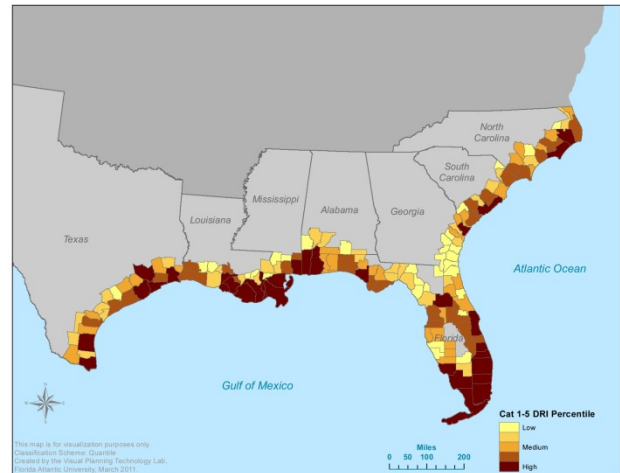 North
Carolina
South
Carolina
Mississippi
Alabama
Georgia
Louisiana
Texas
Atlantic Ocean
Florida
Gulf of Mexico
Cat 1-5 DRI Percentile
Low
Medium
High
Miles
0 50 100 200
This map is for visualization purposes only.
Classification Scheme: Quantile
Created by the Visual Planning Technology Lab.
Florida Atlantic University, March 2011.